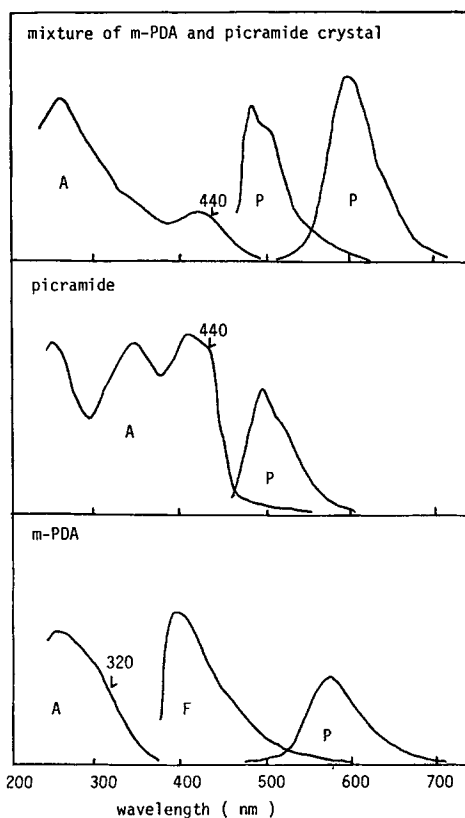 mixture of m-PDA and picramide crystal
A
440
P
P
picramide
440
A
P
m-PDA
320
A
F
P
200 300 400 500 600 700
wavelength ( nm )